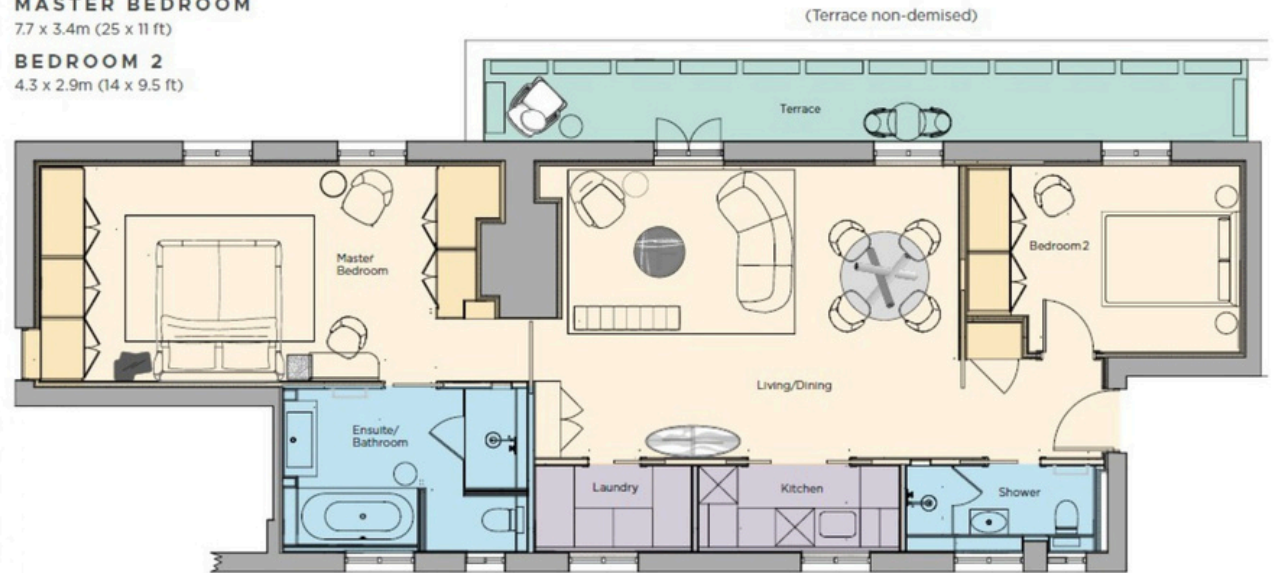 MASTER BEDROOM
7.7 x 3.4m (25 x 11 ft)
BEDROOM 2
4.3 x 2.9m (14 x 9.5 ft)
(Terrace non-demised)
Terrace
Master
Bedroom
Bedroom 2
Living/Dining
Ensuite/
Bathroom
Laundry
Kitchen
Shower